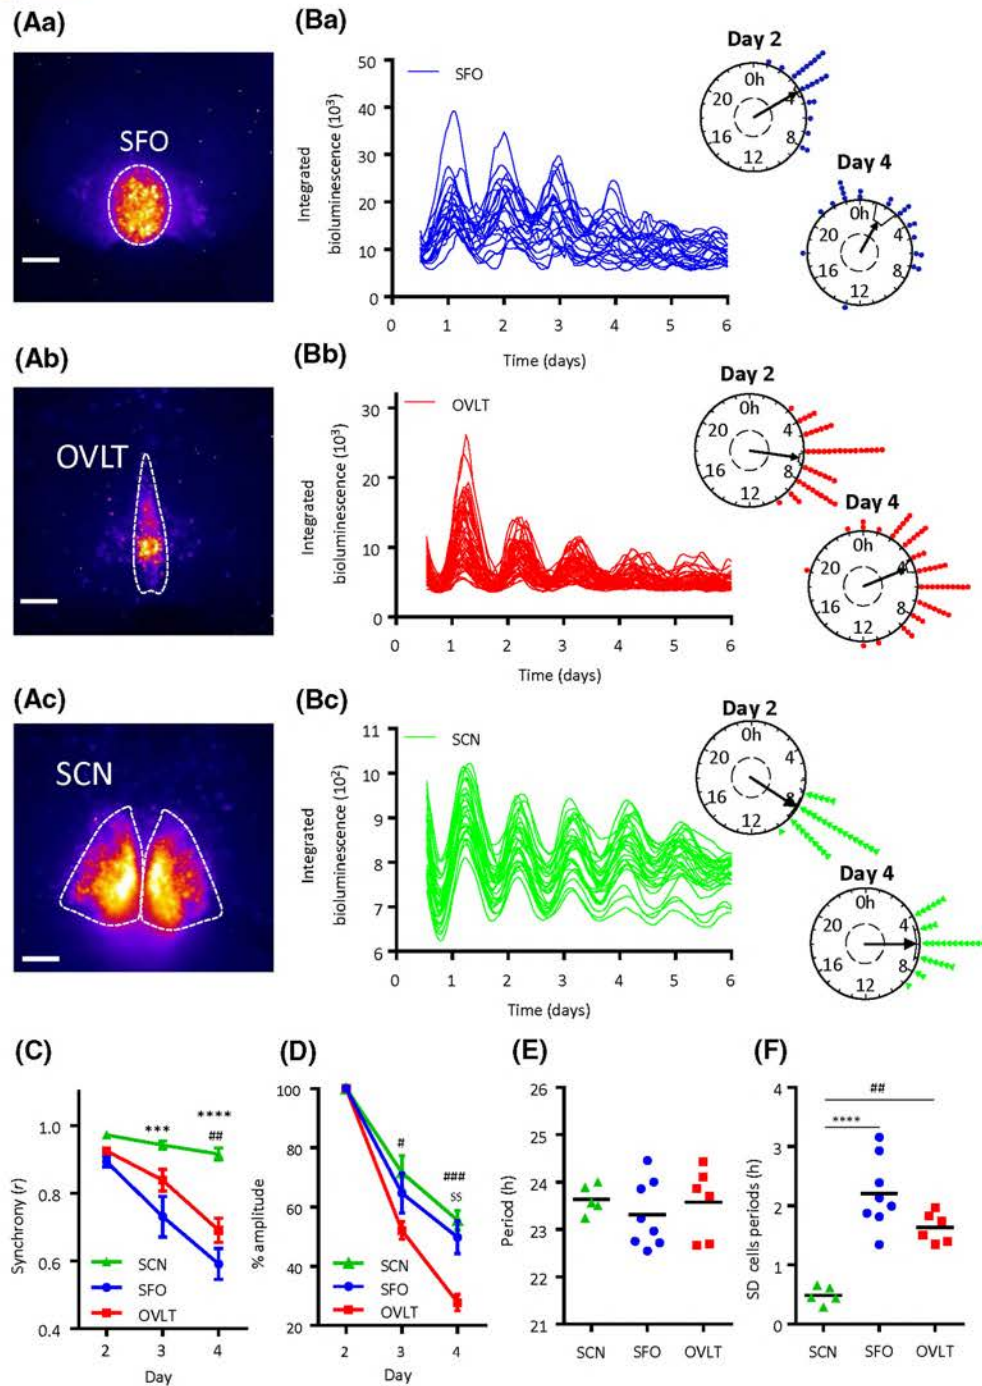 (Aa)
SFO
(Ba)
Integrated
bioluminescence (10³)
50
40
30
20
10
0
SFO
0 1 2 3 4 5 6
Time (days)
Day 2
0h
4
8
12
16
20
Day 4
0h
4
8
12
16
20
(Ab)
OVLT
(Bb)
Integrated
bioluminescence (10³)
30
20
10
0
OVLT
0 1 2 3 4 5 6
Time (days)
Day 2
0h
4
8
12
16
20
Day 4
0h
4
8
12
16
20
(Ac)
SCN
(Bc)
Integrated
bioluminescence (10²)
11
10
9
8
7
6
SCN
0 1 2 3 4 5 6
Time (days)
Day 2
0h
8
12
16
20
Day 4
0h
4
8
12
16
20
(C)
Synchrony (r)
1.0
0.8
0.6
0.4
***
****
##
SCN
SFO
OVLT
2 3 4
Day
(D)
% amplitude
100
80
60
40
20
#
###
$$
SCN
SFO
OVLT
2 3 4
Day
(E)
Period (h)
26
25
24
23
22
21
SCN SFO OVLT
(F)
SD cells periods (h)
4
3
2
1
0
##
****
SCN SFO OVLT